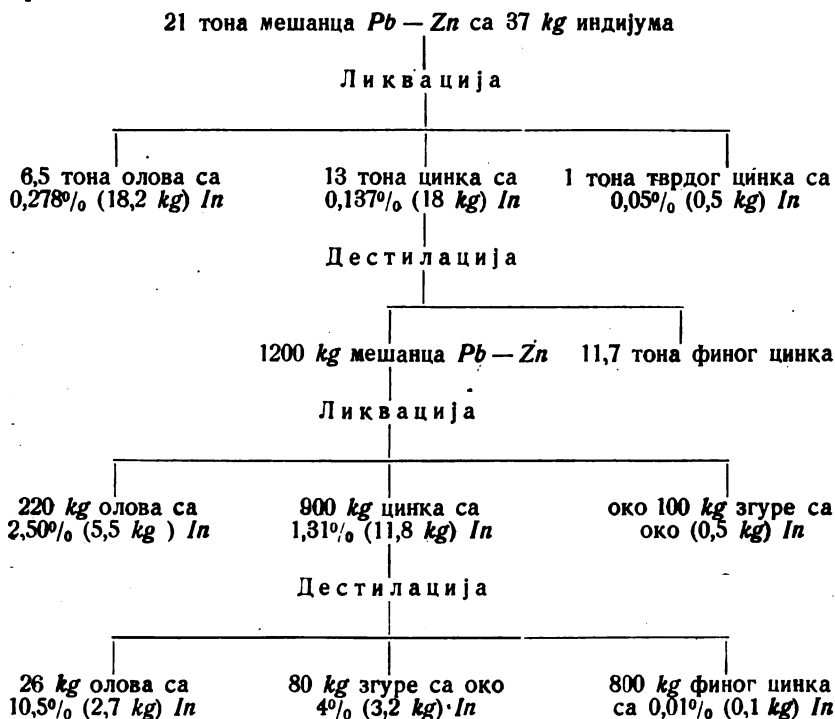 21 тона мешанца Pb — Zn са 37 kg индијума
Ликвација
6,5 тона олова са 13 тона цинка са 1 тона тврдог цинка са
0,278% (18,2 kg) In 0,137% (18 kg) In 0,05% (0,5 kg) In
Дестилација
1200 kg мешанца Pb — Zn 11,7 тона финог цинка
Ликвација
220 kg олова са 900 kg цинка са око 100 kg згуре са
2,50% (5,5 kg ) In 1,31% (11,8 kg) In око (0,5 kg) In
Дестилација
26 kg олова са 80 kg згуре са око 800 kg финог цинка
10,5% (2,7 kg) In 4% (3,2 kg) In са 0,01% (0,1 kg) In